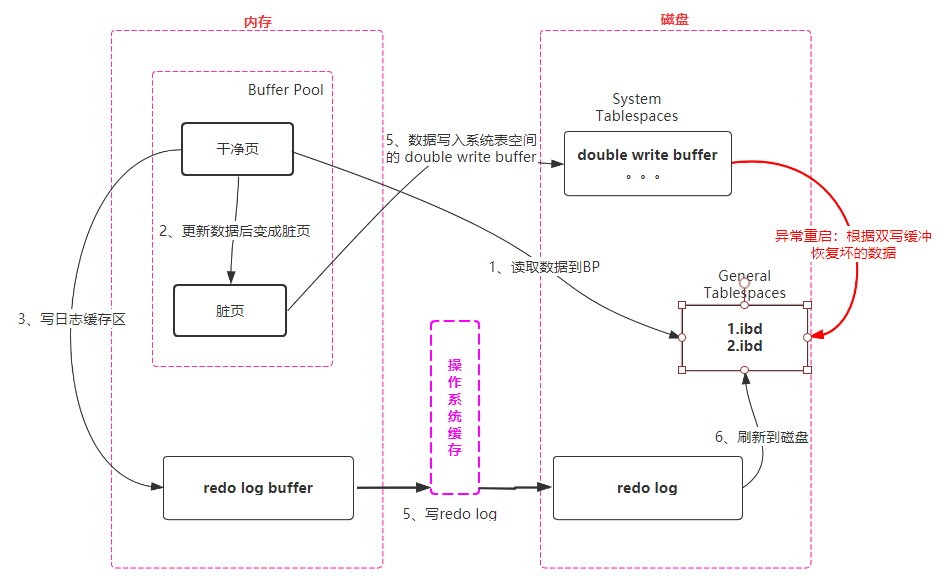 内存
磁盘
Buffer Pool
干净页
2、更新数据后变成脏页
脏页
3、写日志缓存区
redo log buffer
5、数据写入系统表空间
的 double write buffer
1、读取数据到BP
操作系统缓存
5、写redo log
System
Tablespaces
double write buffer
。。。
异常重启：根据双写缓冲
恢复坏的数据
General
Tablespaces
1.ibd
2.ibd
6、刷新到磁盘
redo log